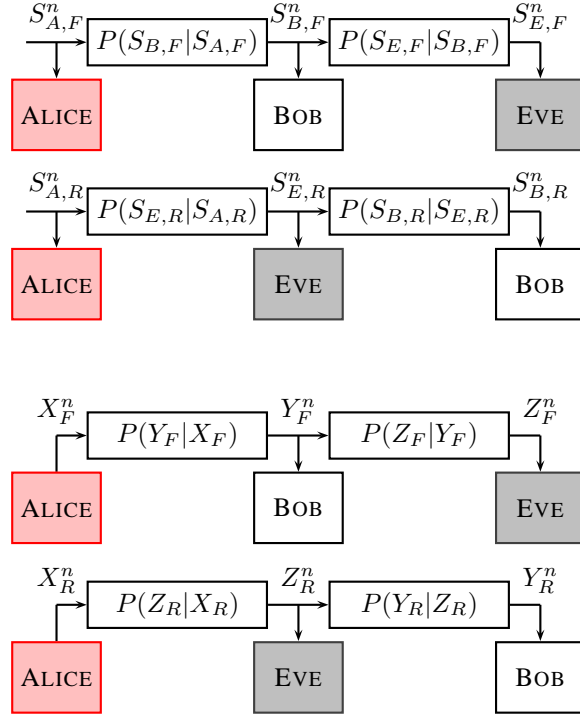 S^n_{A,F} P(S_{B,F}|S_{A,F}) S^n_{B,F} P(S_{E,F}|S_{B,F}) S^n_{E,F}
ALICE BOB EVE
S^n_{A,R} P(S_{E,R}|S_{A,R}) S^n_{E,R} P(S_{B,R}|S_{E,R}) S^n_{B,R}
ALICE EVE BOB
X^n_F P(Y_F|X_F) Y^n_F P(Z_F|Y_F) Z^n_F
ALICE BOB EVE
X^n_R P(Z_R|X_R) Z^n_R P(Y_R|Z_R) Y^n_R
ALICE EVE BOB